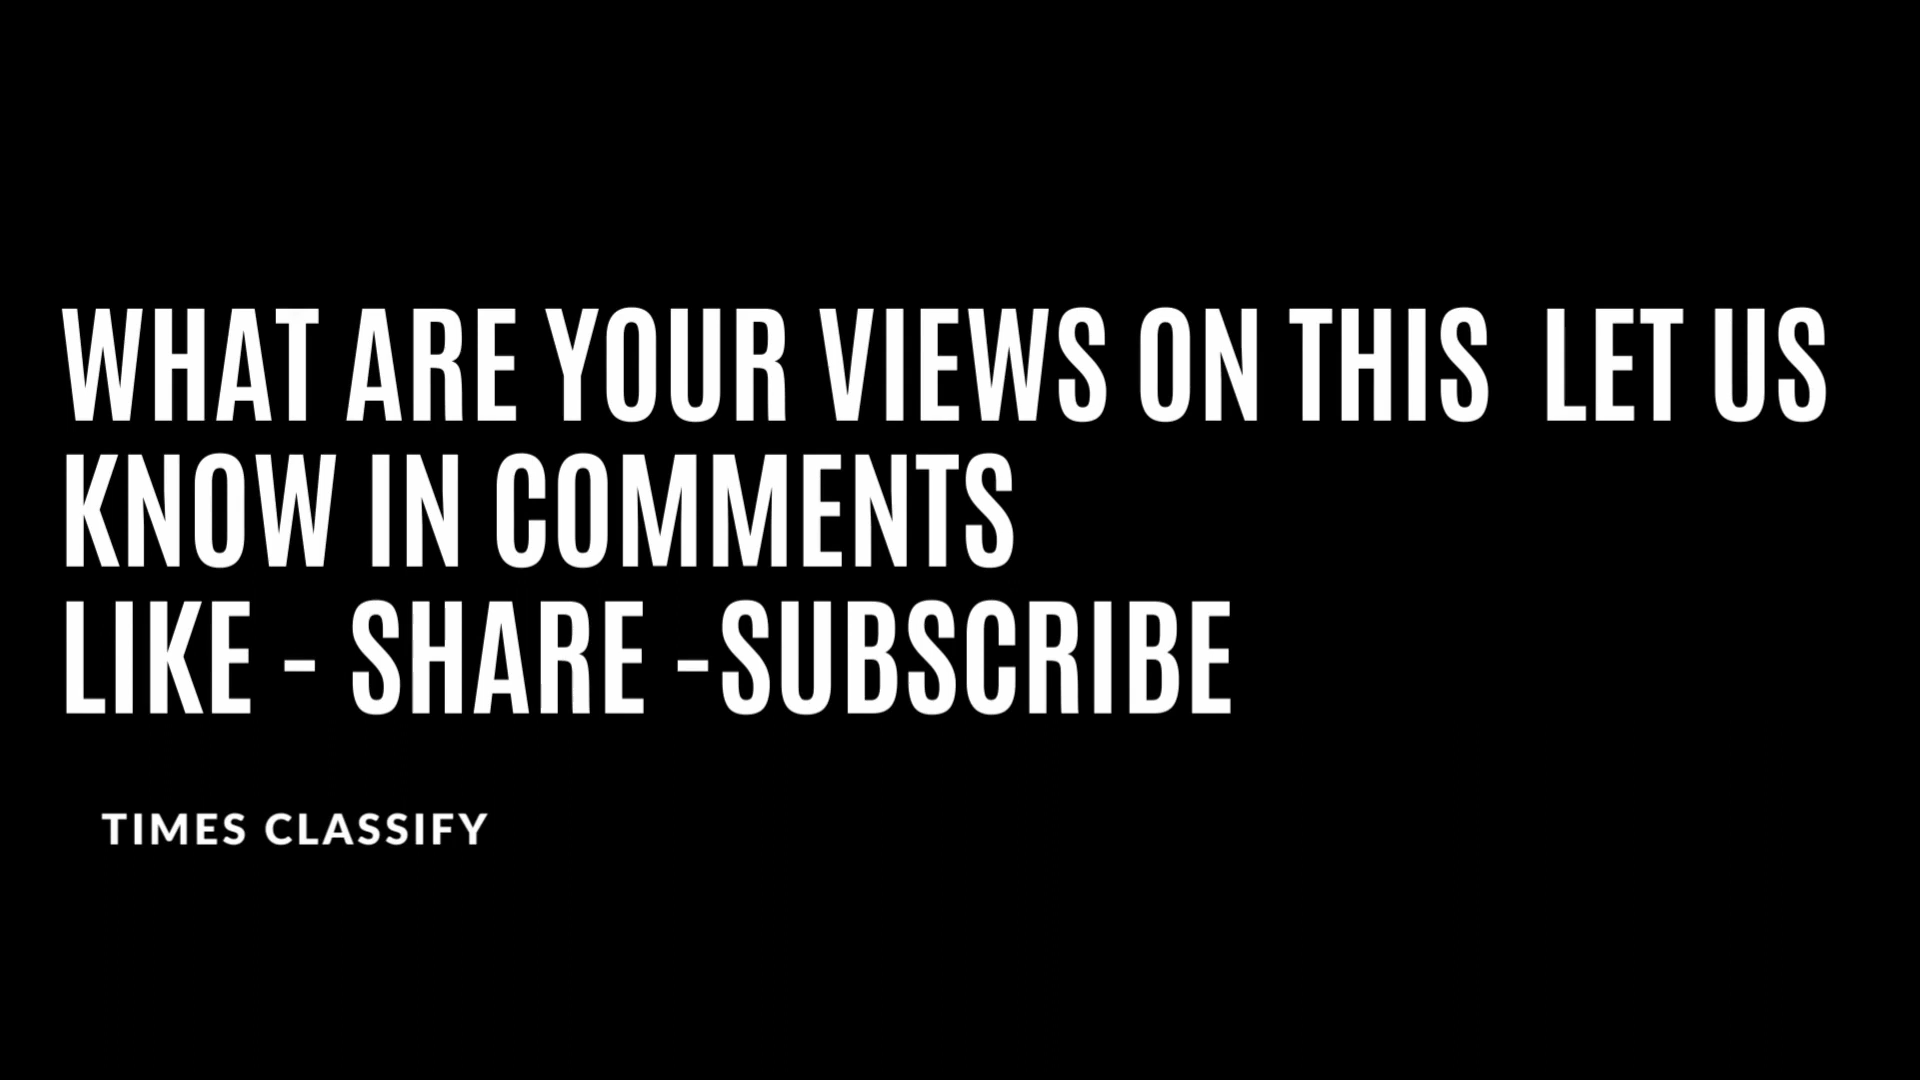 WHAT ARE YOUR VIEWS ON THIS  LET US
KNOW IN COMMENTS
LIKE - SHARE -SUBSCRIBE
TIMES CLASSIFY